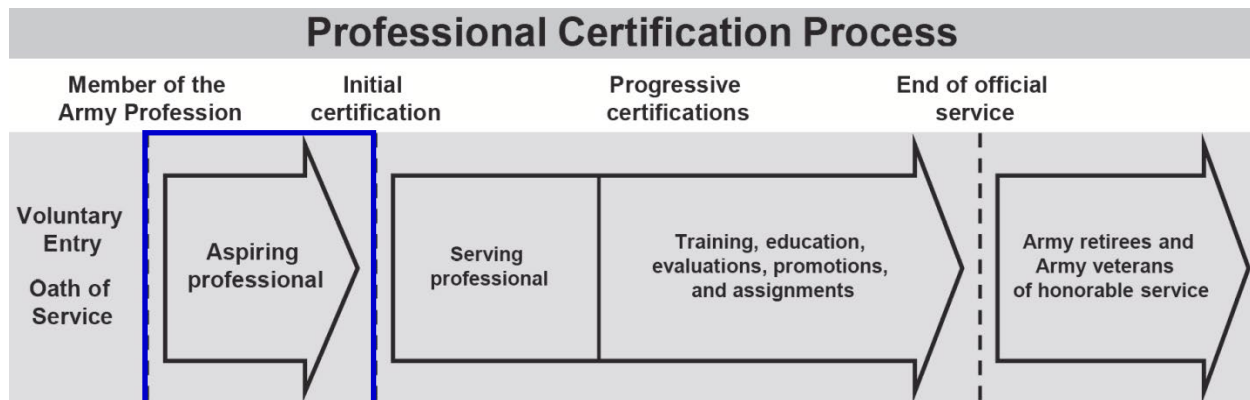 Professional Certification Process
Member of the
Army Profession
Initial
certification
Progressive
certifications
End of official
service
Voluntary
Entry
Oath of
Service
Aspiring
professional
Serving
professional
Training, education,
evaluations, promotions,
and assignments
Army retirees and
Army veterans
of honorable service